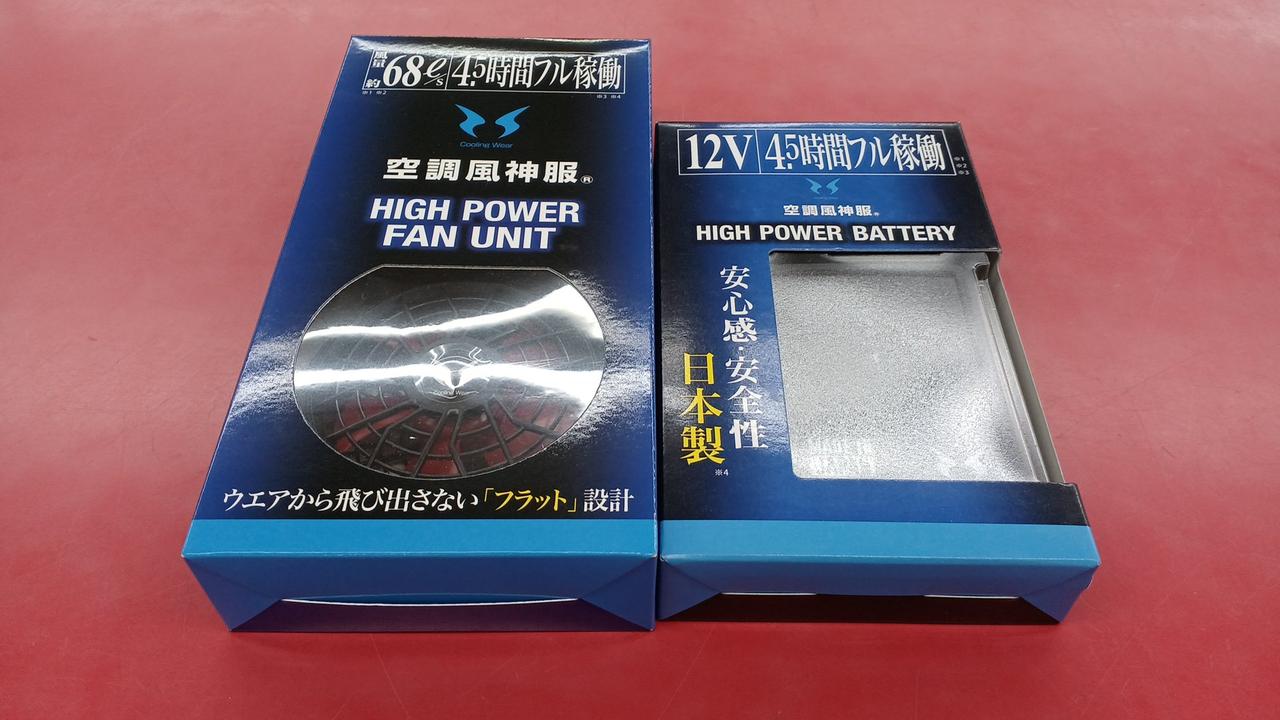 風量 約68ℓ/s 4.5時間フル稼働
※1 ※2 ※3 ※4
Cooling Wear
空調風神服®
HIGH POWER
FAN UNIT
Cooling Wear
ウエアから飛び出さない「フラット」設計
12V 4.5時間フル稼働
※1
※2
※3
空調風神服®
HIGH POWER BATTERY
安心感・安全性
日本製
※4